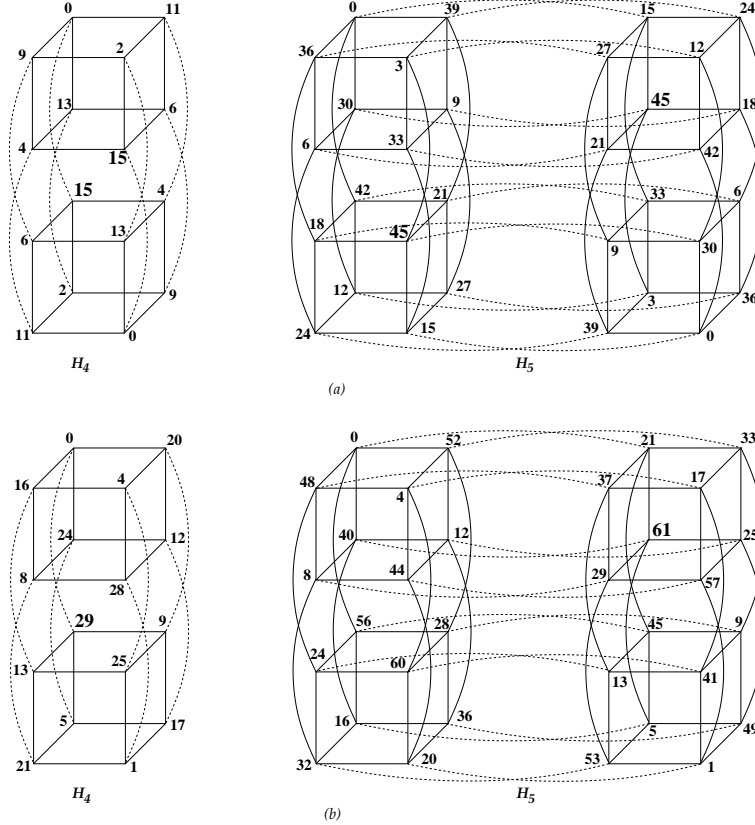 0 11 0 39 15 24
9 2 36 3 27 12
13 6 30 9 45 18
4 15 6 33 21 42
15 4 42 21 33 6
6 13 18 45 9 30
2 9 12 27 3 36
11 0 24 15 39 0
H4 H5
(a)
0 20 0 52 21 33
16 4 48 4 37 17
24 12 40 12 61 25
8 28 8 44 29 57
29 9 56 28 45 9
13 25 24 60 13 41
5 17 16 36 5 49
21 1 32 20 53 1
H4 H5
(b)